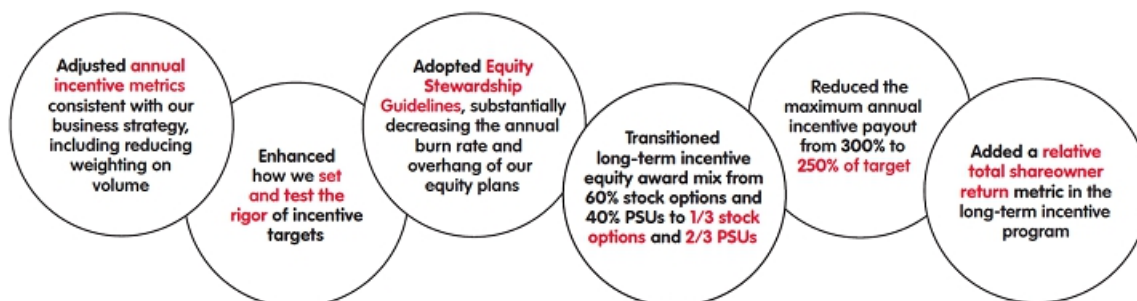 Adjusted annual
incentive metrics
consistent with our
business strategy,
including reducing
weighting on
volume
Enhanced
how we set
and test the
rigor of incentive
targets
Adopted Equity
Stewardship
Guidelines, substantially
decreasing the annual
burn rate and
overhang of our
equity plans
Transitioned
long-term incentive
equity award mix from
60% stock options and
40% PSUs to 1/3 stock
options and 2/3 PSUs
Reduced the
maximum annual
incentive payout
from 300% to
250% of target
Added a relative
total shareowner
return metric in the
long-term incentive
program